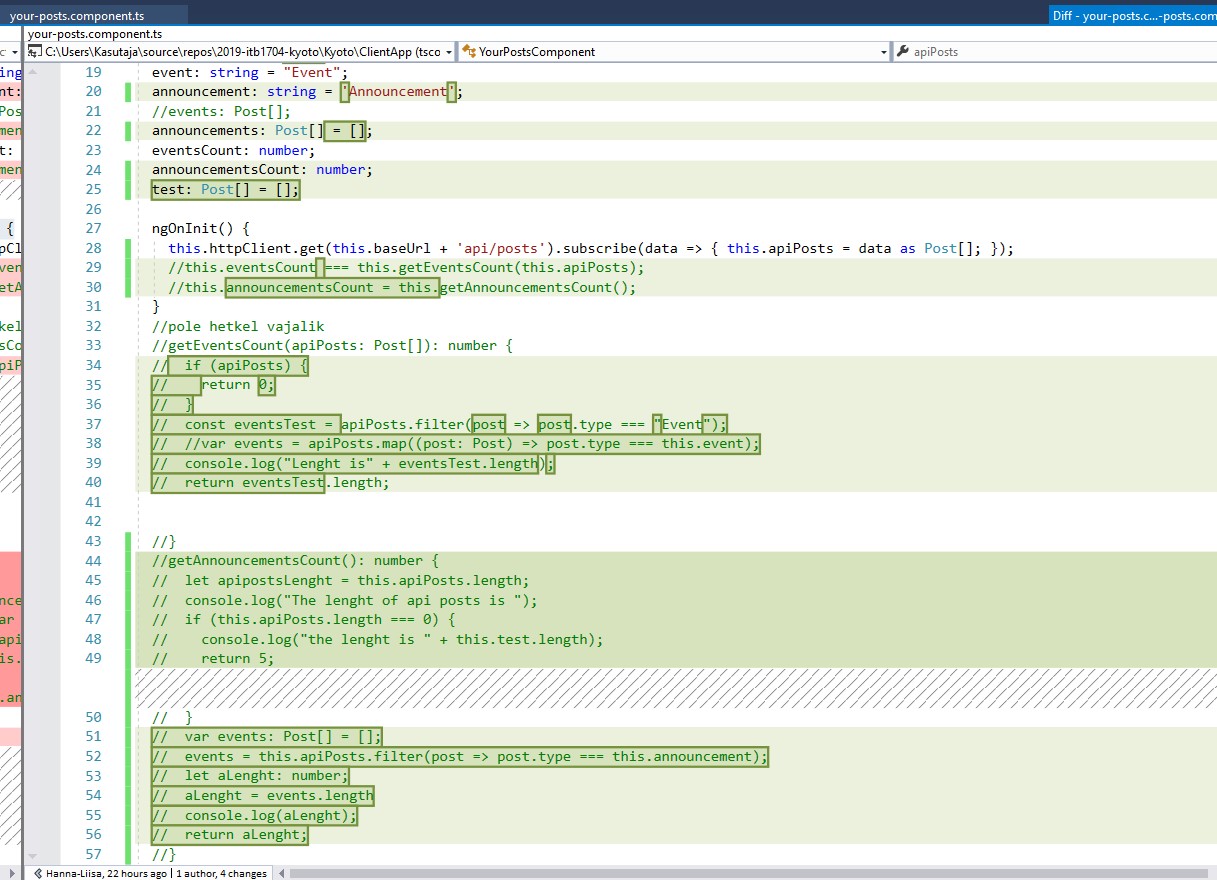 your-posts.component.ts
Diff - your-posts.c...-posts.com
your-posts.component.ts
C:\Users\Kasutaja\source\repos\2019-itb1704-kyoto\Kyoto\ClientApp (tsco
YourPostsComponent
apiPosts
19 event: string = "Event";
20 announcement: string = 'Announcement';
21 //events: Post[];
22 announcements: Post[] = [];
23 eventsCount: number;
24 announcementsCount: number;
25 test: Post[] = [];
26
27 ngOnInit() {
28 this.httpClient.get(this.baseUrl + 'api/posts').subscribe(data => { this.apiPosts = data as Post[]; });
29 //this.eventsCount === this.getEventsCount(this.apiPosts);
30 //this.announcementsCount = this.getAnnouncementsCount();
31 }
32 //pole hetkel vajalik
33 //getEventsCount(apiPosts: Post[]): number {
34 // if (apiPosts) {
35 // return 0;
36 // }
37 // const eventsTest = apiPosts.filter(post => post.type === "Event");
38 // //var events = apiPosts.map((post: Post) => post.type === this.event);
39 // console.log("Lenght is" + eventsTest.length);
40 // return eventsTest.length;
41
42
43 //}
44 //getAnnouncementsCount(): number {
45 // let apipostsLenght = this.apiPosts.length;
46 // console.log("The lenght of api posts is ");
47 // if (this.apiPosts.length === 0) {
48 // console.log("the lenght is " + this.test.length);
49 // return 5;
50 // }
51 // var events: Post[] = [];
52 // events = this.apiPosts.filter(post => post.type === this.announcement);
53 // let aLenght: number;
54 // aLenght = events.length
55 // console.log(aLenght);
56 // return aLenght;
57 //}
Hanna-Liisa, 22 hours ago | 1 author, 4 changes